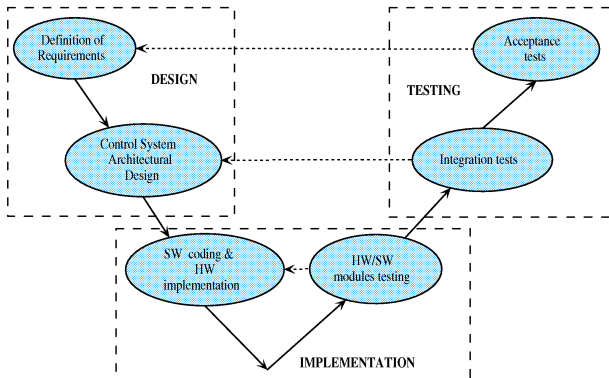 Definition of
Requirements
DESIGN
Control System
Architectural
Design
SW coding &
HW
implementation
HW/SW
modules testing
IMPLEMENTATION
TESTING
Integration tests
Acceptance
tests